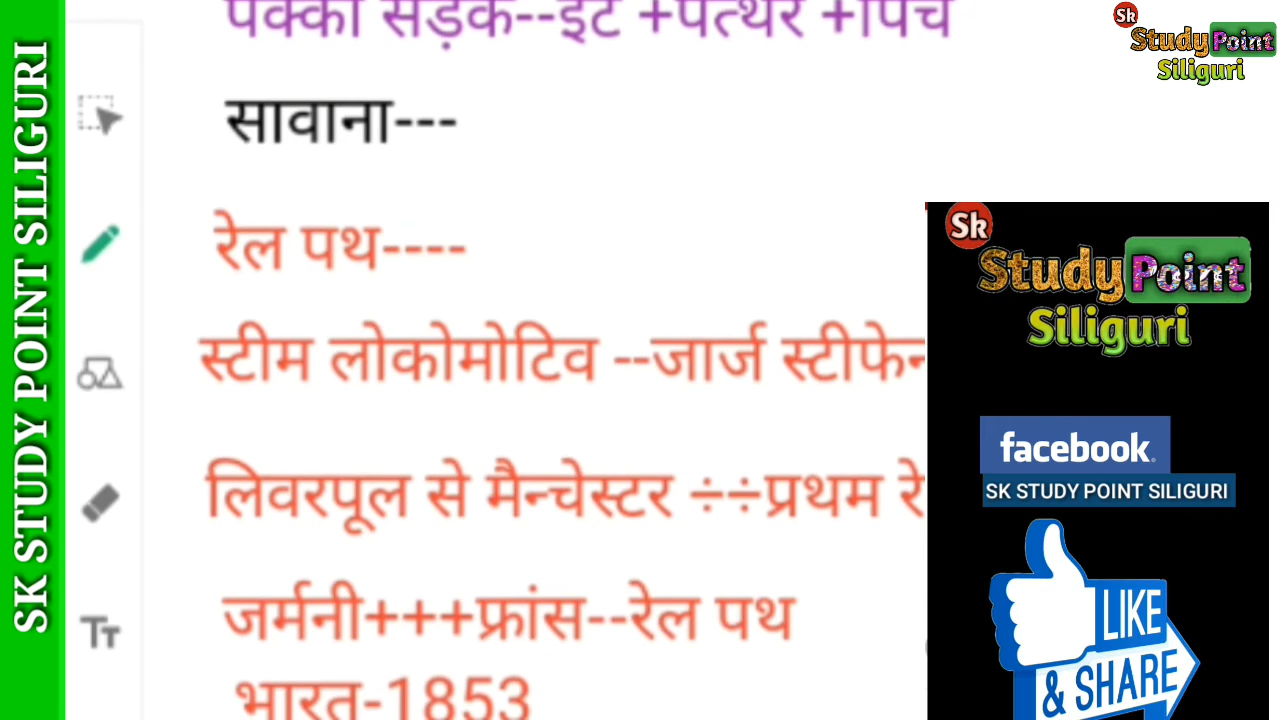 SK STUDY POINT SILIGURI
पक्की सड़क--ईंट +पत्थर +पिच
सावाना---
रेल पथ----
स्टीम लोकोमोटिव --जार्ज
लिवरपूल से मैन्चेस्टर ÷÷प्रथम
जर्मनी+++फ्रांस--रेल पथ
भारत-1853
Tт
Sk
Study Point
Siliguri
Sk
Study Point
Siliguri
facebook
SK STUDY POINT SILIGURI
LIKE
& SHARE